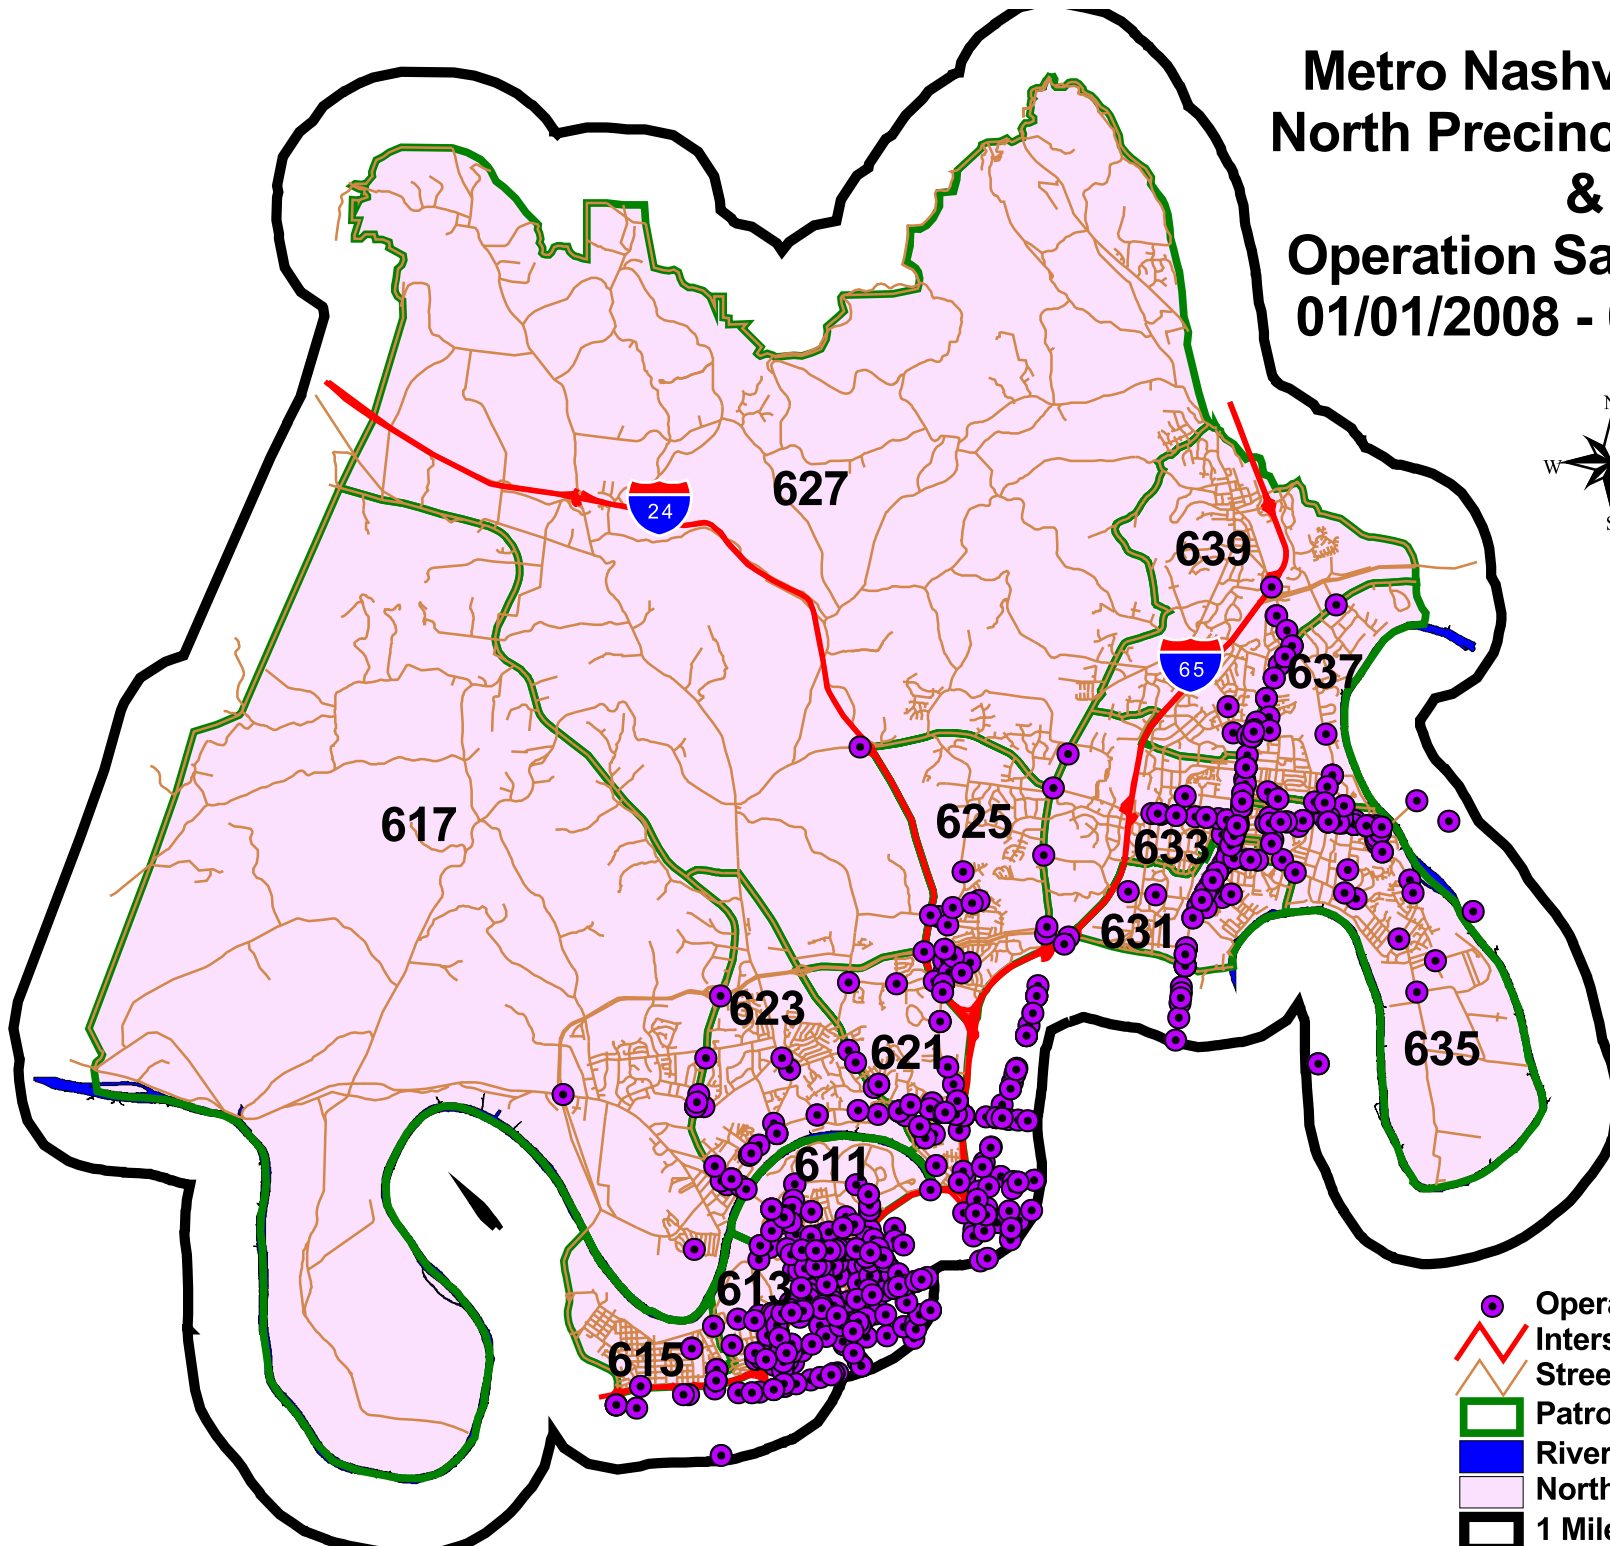 Metro Nashv
North Precinc
&
Operation Sa
01/01/2008 -
N
W
S
627
24
639
65
637
617
625
633
631
623
621
635
611
613
615
Opera
Inters
Stree
Patro
River
North
1 Mile